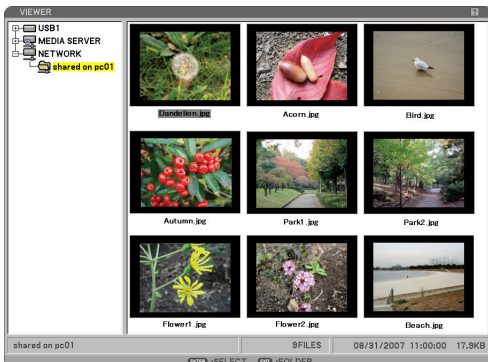 VIEWER
USB1
MEDIA SERVER
NETWORK
shared on pc01
Dandelion.jpg Acorn.jpg Bird.jpg
Autumn.jpg Park1.jpg Park2.jpg
Flower1.jpg Flower2.jpg Beach.jpg
shared on pc01 9FILES 08/31/2007 11:00:00 17.9KB
ENTER :SELECT EXIT :FOLDER